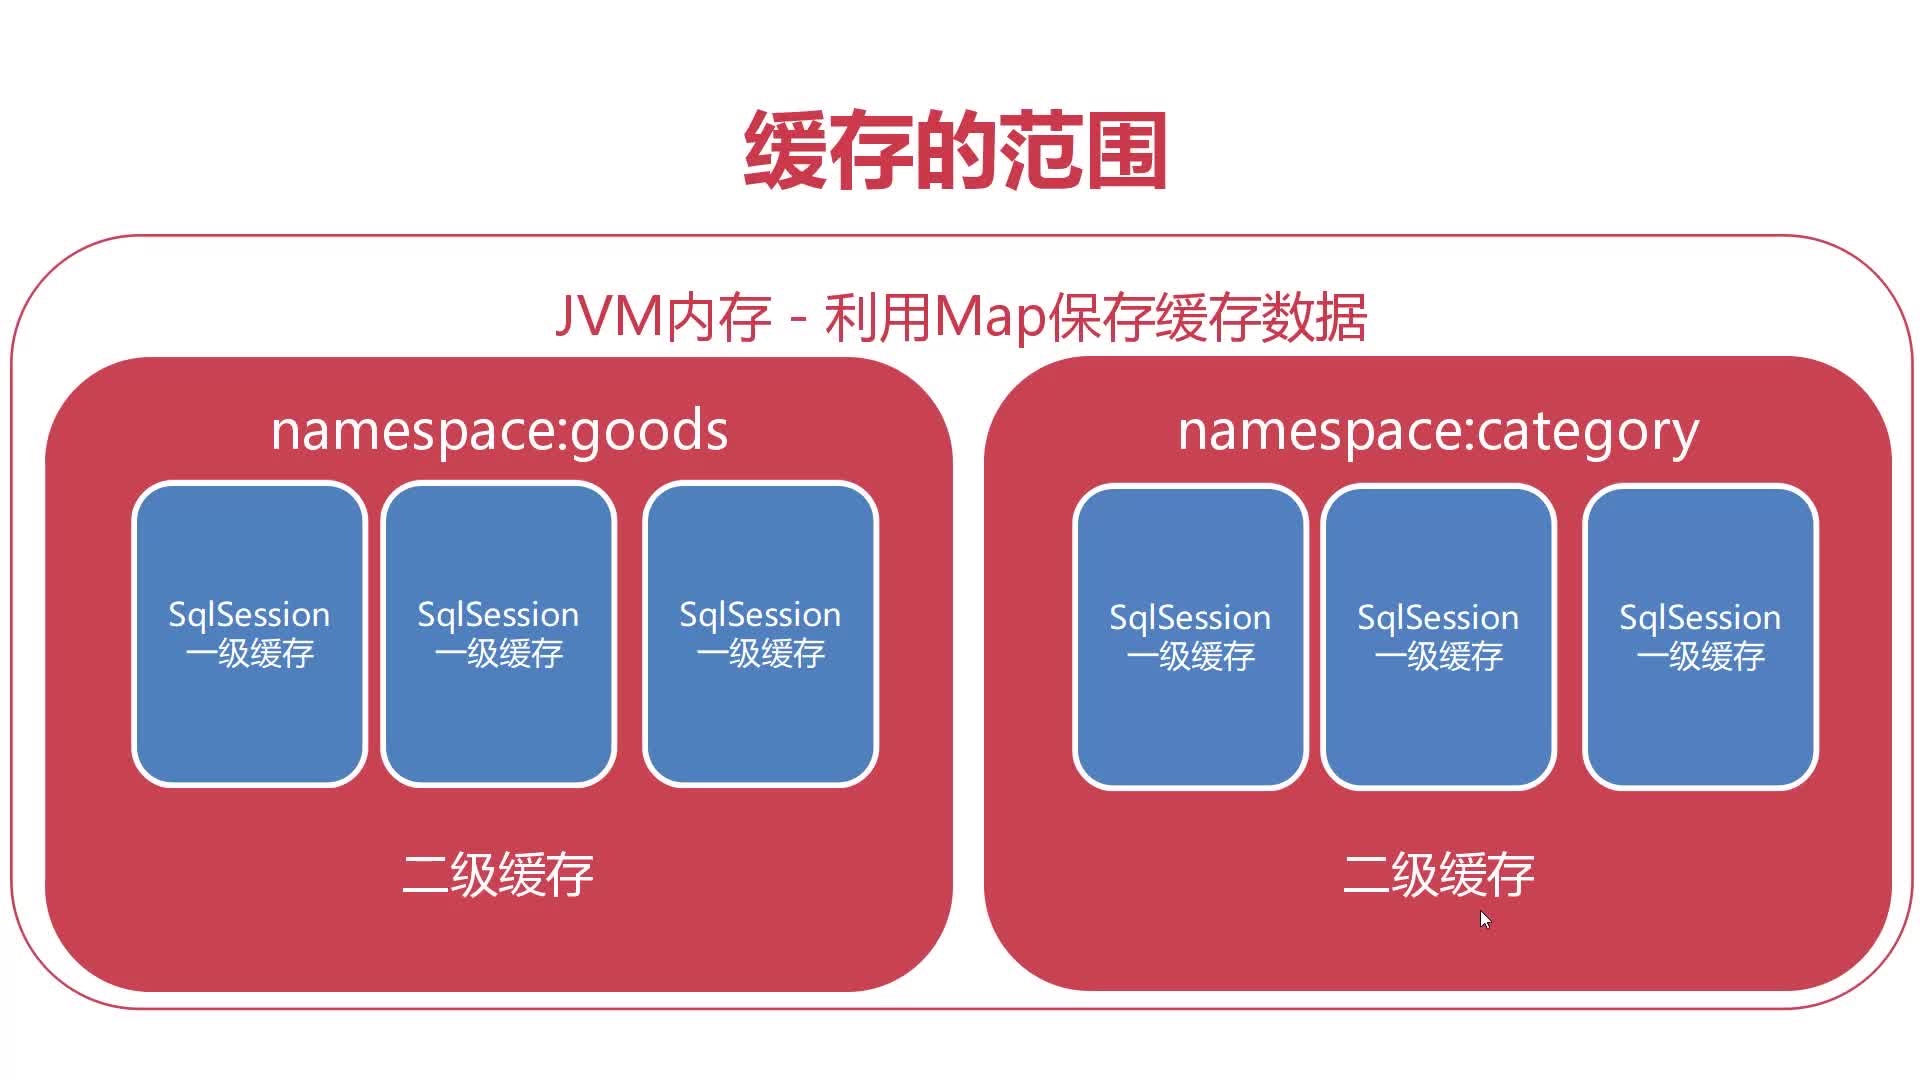 缓存的范围
JVM内存 - 利用Map保存缓存数据
namespace:goods
SqlSession
一级缓存
SqlSession
一级缓存
SqlSession
一级缓存
二级缓存
namespace:category
SqlSession
一级缓存
SqlSession
一级缓存
SqlSession
一级缓存
二级缓存